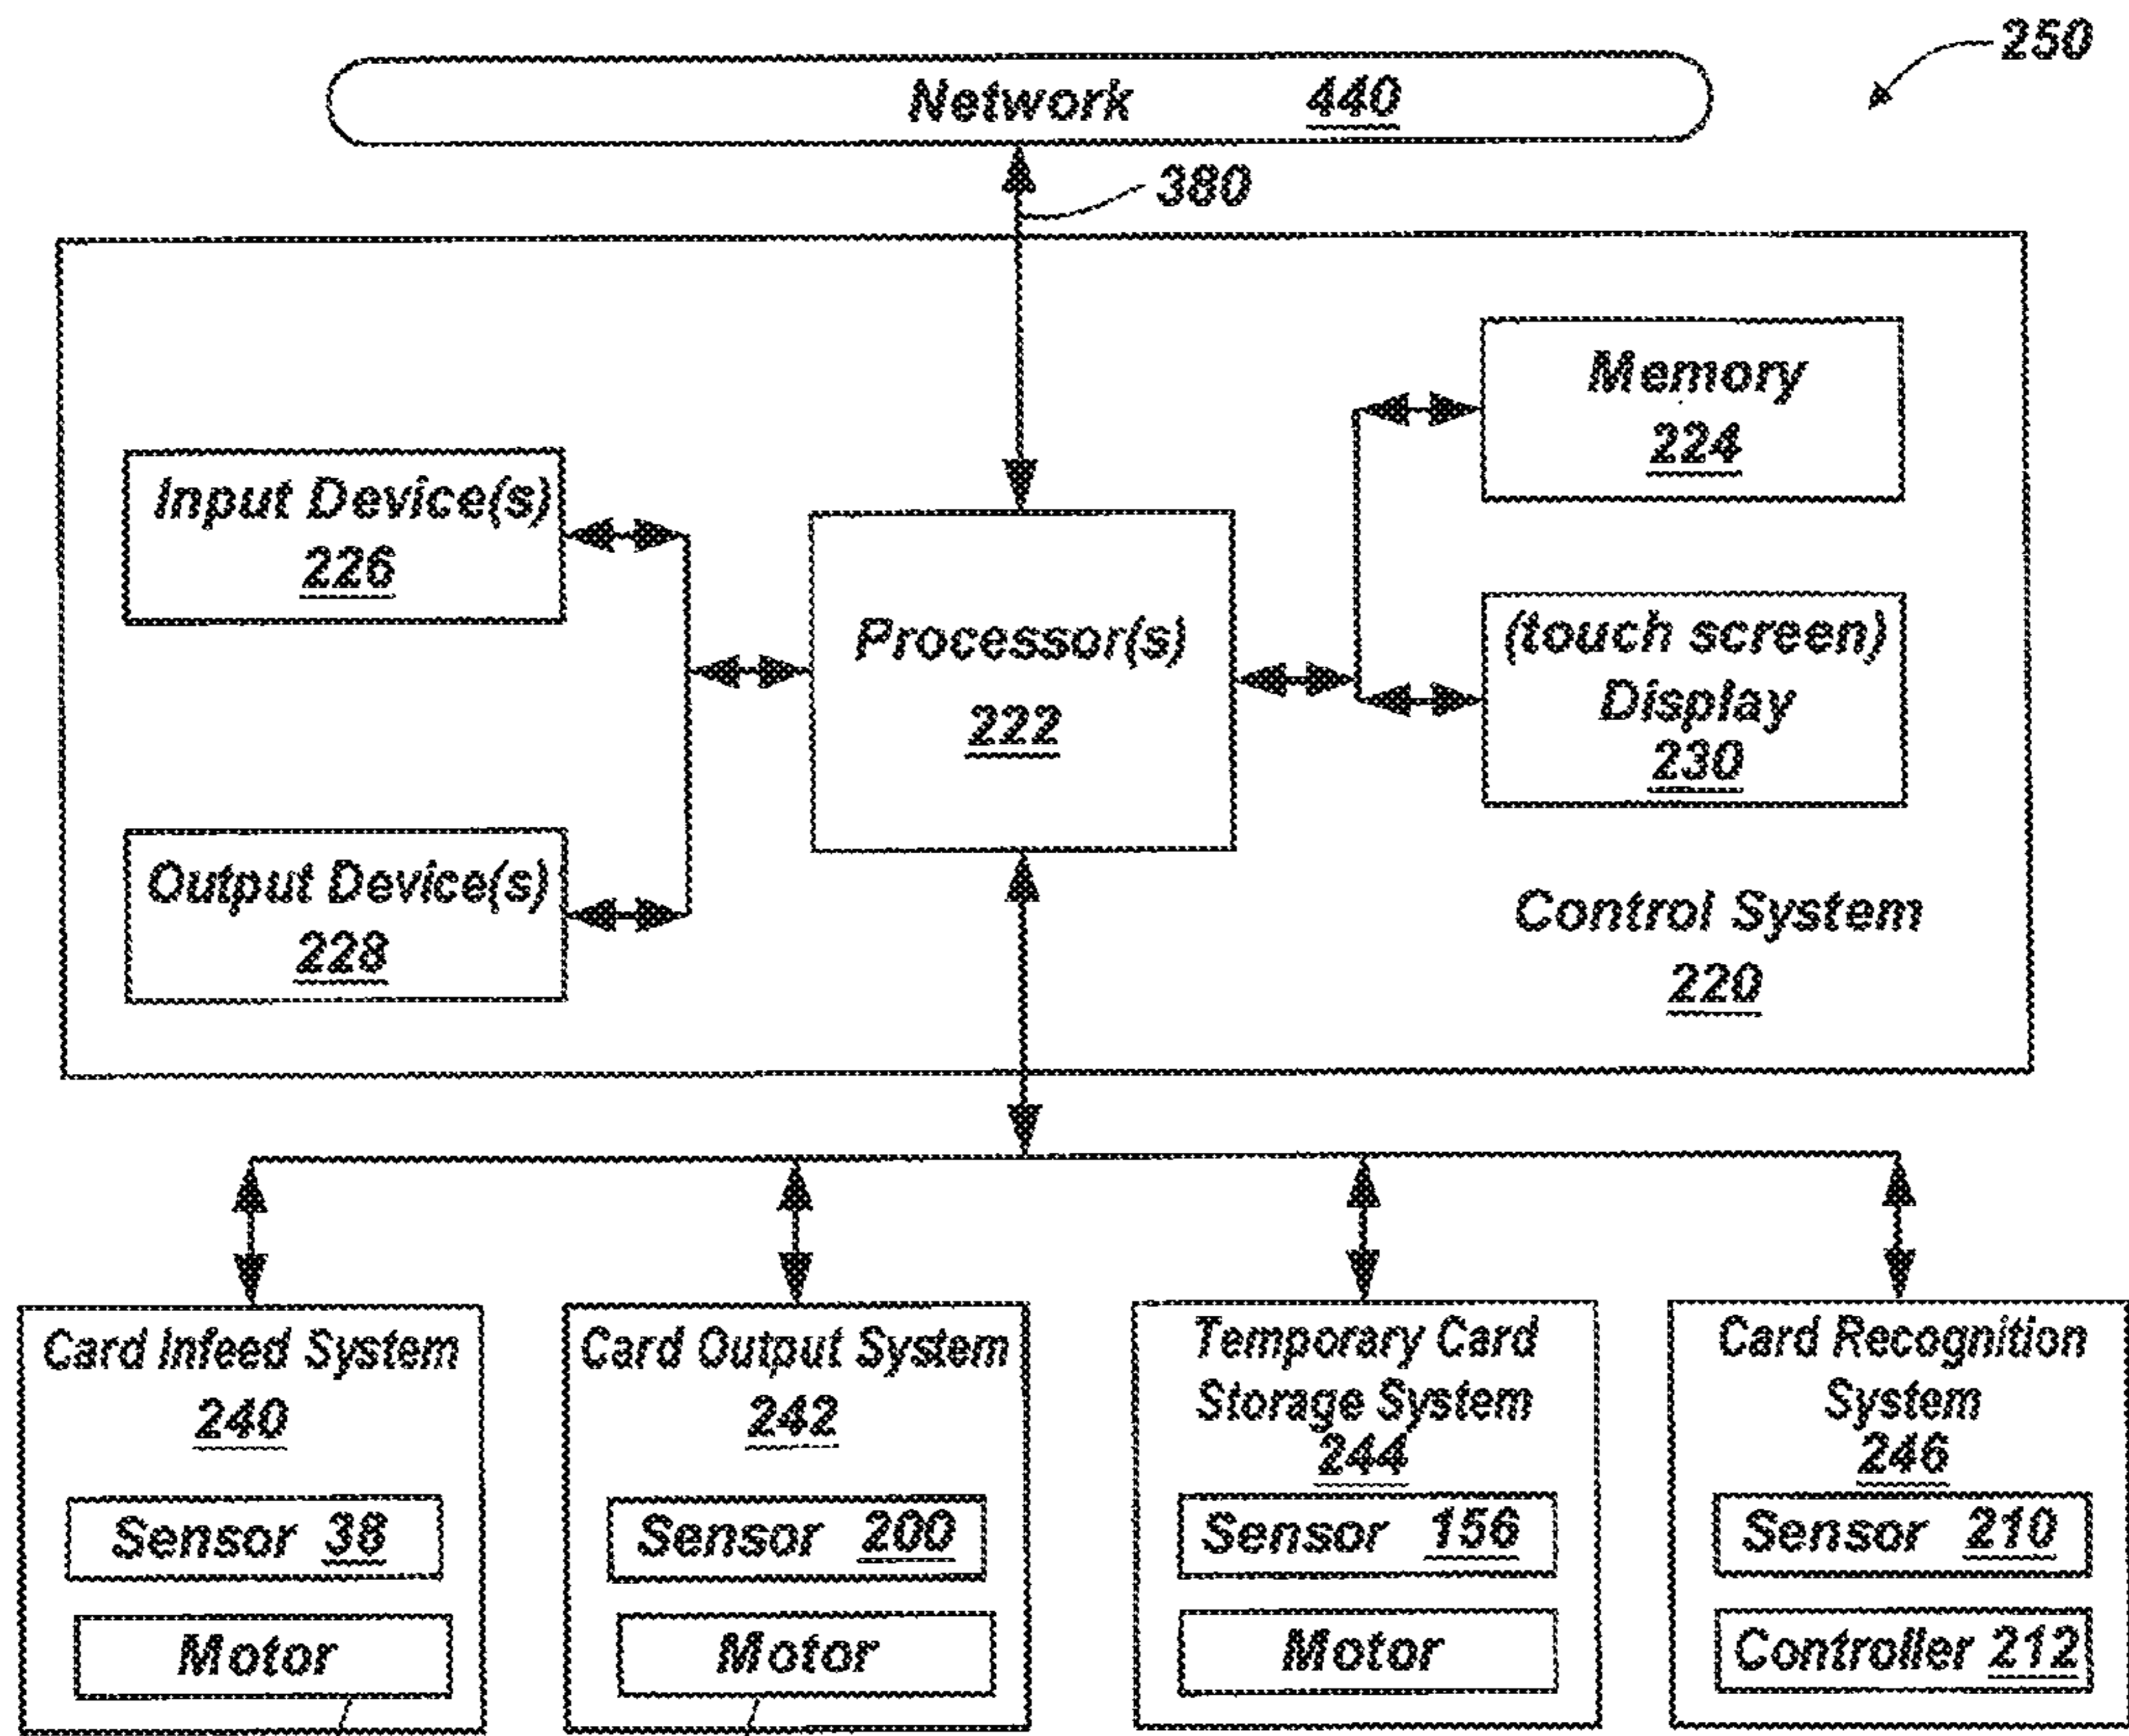 250
Network 440
380
Memory
224
Input Device(s)
226
Processor(s)
222
(touch screen)
Display
230
Output Device(s)
228
Control System
220
Card Infeed System
240
Sensor 38
Motor
Card Output System
242
Sensor 200
Motor
Temporary Card
Storage System
244
Sensor 156
Motor
Card Recognition
System
246
Sensor 210
Controller 212